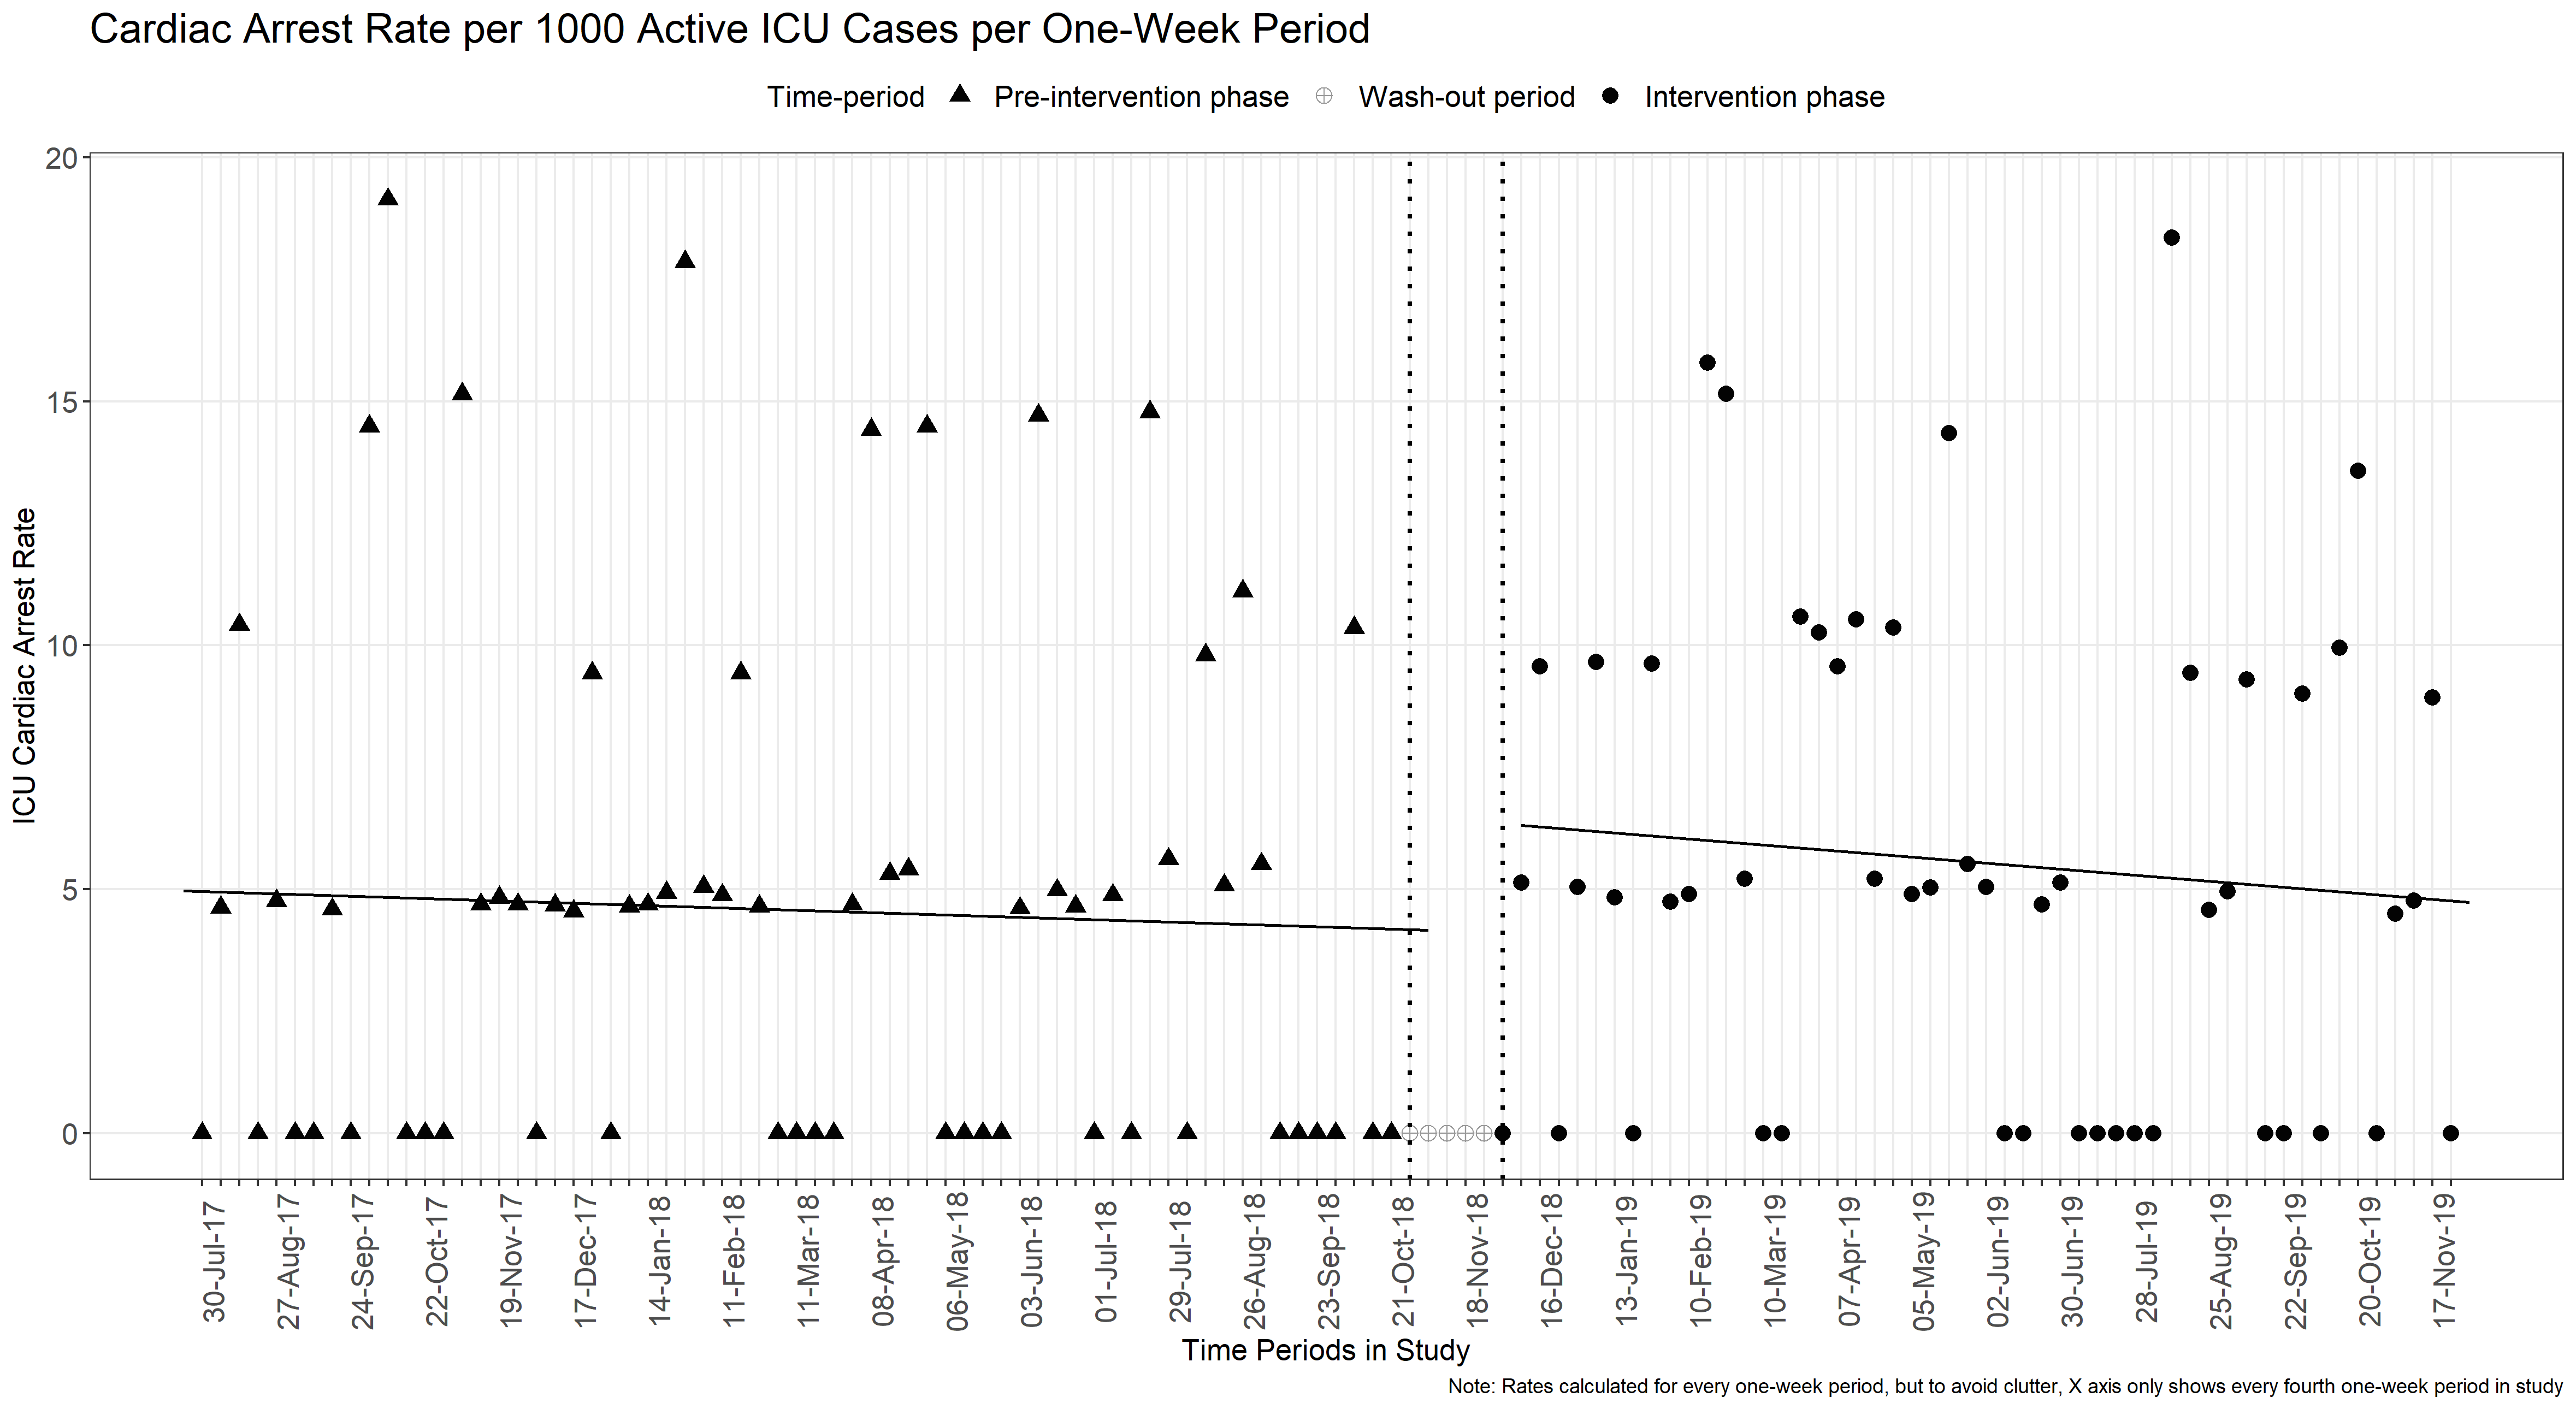 Cardiac Arrest Rate per 1000 Active ICU Cases per One-Week Period
Time-period Pre-intervention phase Wash-out period Intervention phase
ICU Cardiac Arrest Rate
20
15
10
5
0
30-Jul-17
27-Aug-17
24-Sep-17
22-Oct-17
19-Nov-17
17-Dec-17
14-Jan-18
11-Feb-18
11-Mar-18
08-Apr-18
06-May-18
03-Jun-18
01-Jul-18
29-Jul-18
26-Aug-18
23-Sep-18
21-Oct-18
18-Nov-18
16-Dec-18
13-Jan-19
10-Feb-19
10-Mar-19
07-Apr-19
05-May-19
02-Jun-19
30-Jun-19
28-Jul-19
25-Aug-19
22-Sep-19
20-Oct-19
17-Nov-19
Time Periods in Study
Note: Rates calculated for every one-week period, but to avoid clutter, X axis only shows every fourth one-week period in study